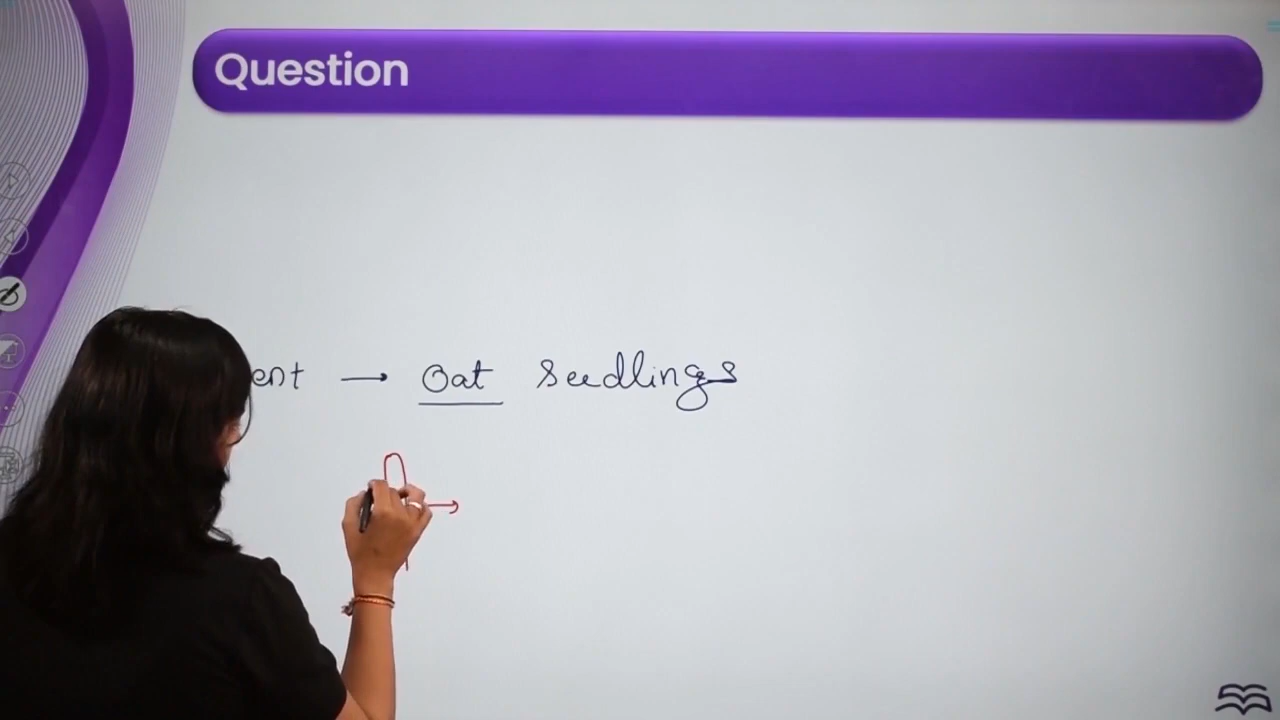 Question
ent → Oat Seedlings